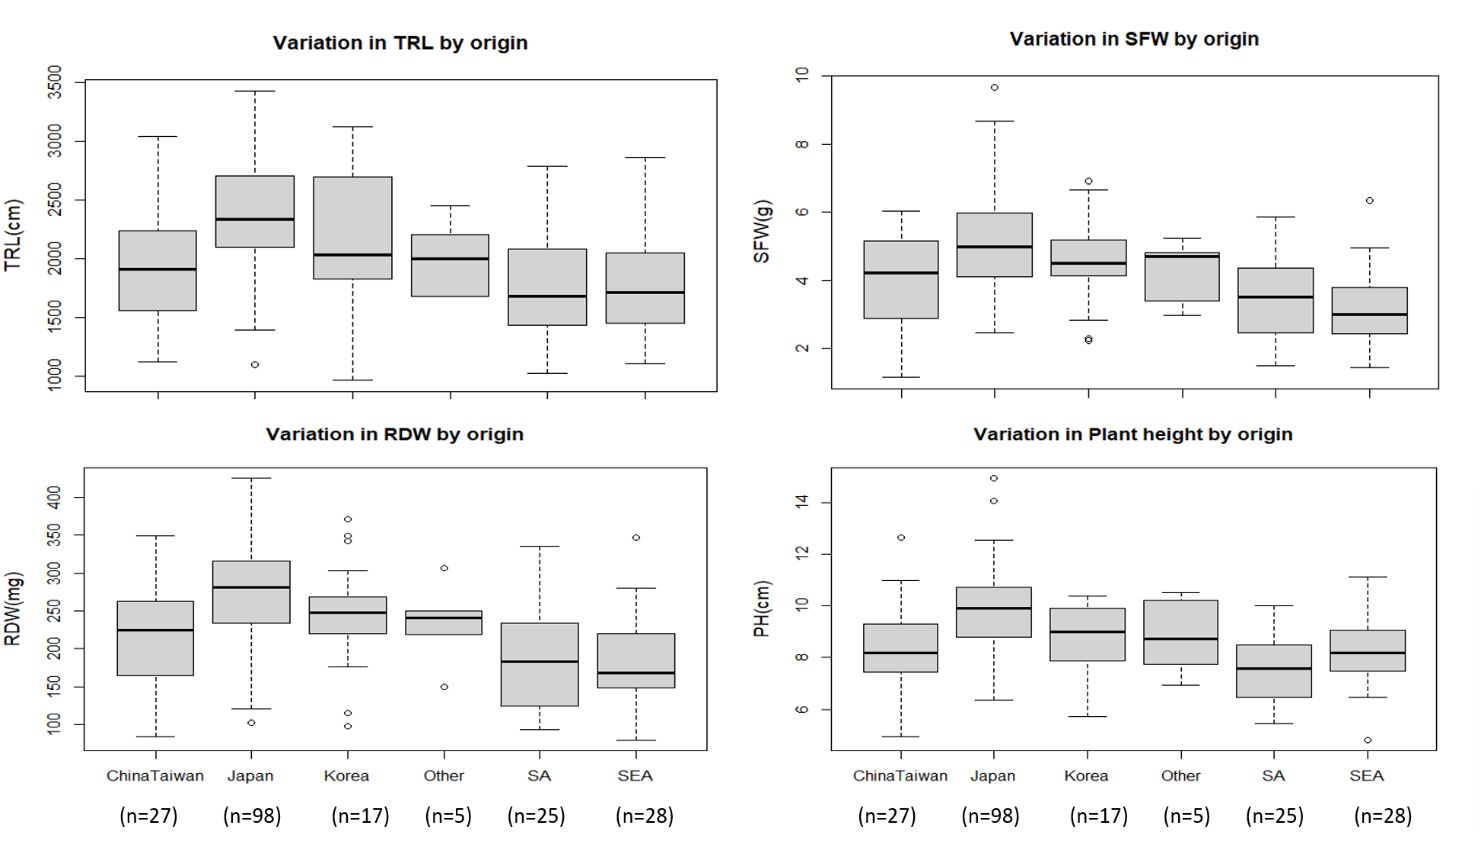 Variation in TRL by origin
TRL(cm)
3500
3000
2500
2000
1500
1000
Variation in SFW by origin
SFW(g)
10
8
6
4
2
Variation in RDW by origin
RDW(mg)
400
350
300
250
200
150
100
ChinaTaiwan Japan Korea Other SA SEA
(n=27) (n=98) (n=17) (n=5) (n=25) (n=28)
Variation in Plant height by origin
PH(cm)
14
12
10
8
6
ChinaTaiwan Japan Korea Other SA SEA
(n=27) (n=98) (n=17) (n=5) (n=25) (n=28)